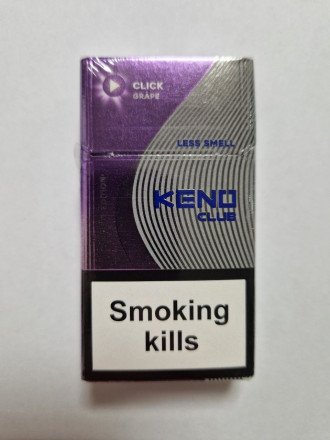 CLICK
GRAPE
LESS SMELL
KENO
CLUB
Smoking
kills